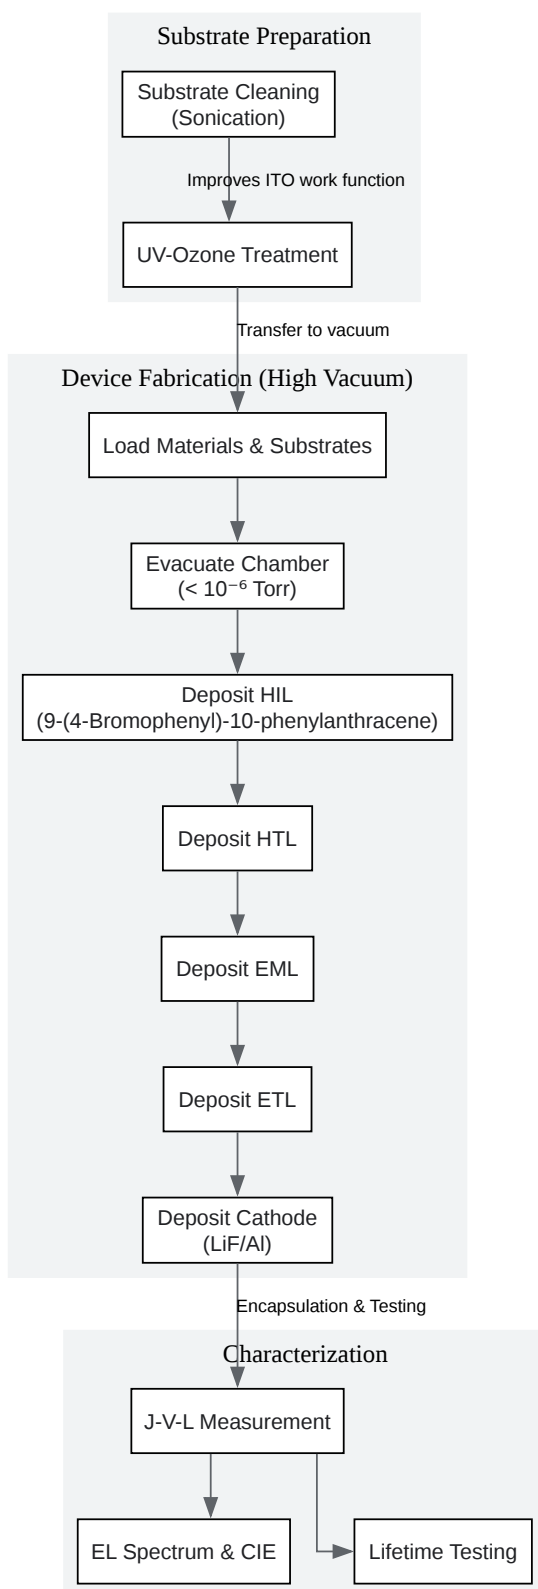 Substrate Preparation
Substrate Cleaning
(Sonication)
Improves ITO work function
UV-Ozone Treatment
Transfer to vacuum
Device Fabrication (High Vacuum)
Load Materials & Substrates
Evacuate Chamber
(< 10⁻⁶ Torr)
Deposit HIL
(9-(4-Bromophenyl)-10-phenylanthracene)
Deposit HTL
Deposit EML
Deposit ETL
Deposit Cathode
(LiF/Al)
Encapsulation & Testing
Characterization
J-V-L Measurement
EL Spectrum & CIE
Lifetime Testing